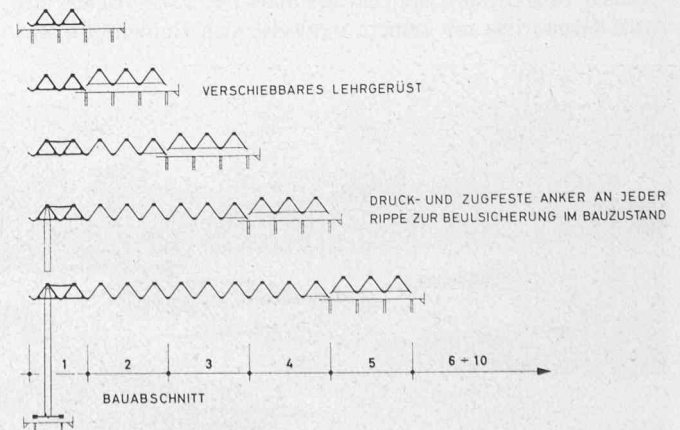 VERSCHIEBBARES LEHRGERÜST
DRUCK- UND ZUGFESTE ANKER AN JEDER
RIPPE ZUR BEULSICHERUNG IM BAUZUSTAND
1 2 3 4 5 6 ÷ 10
BAUABSCHNITT